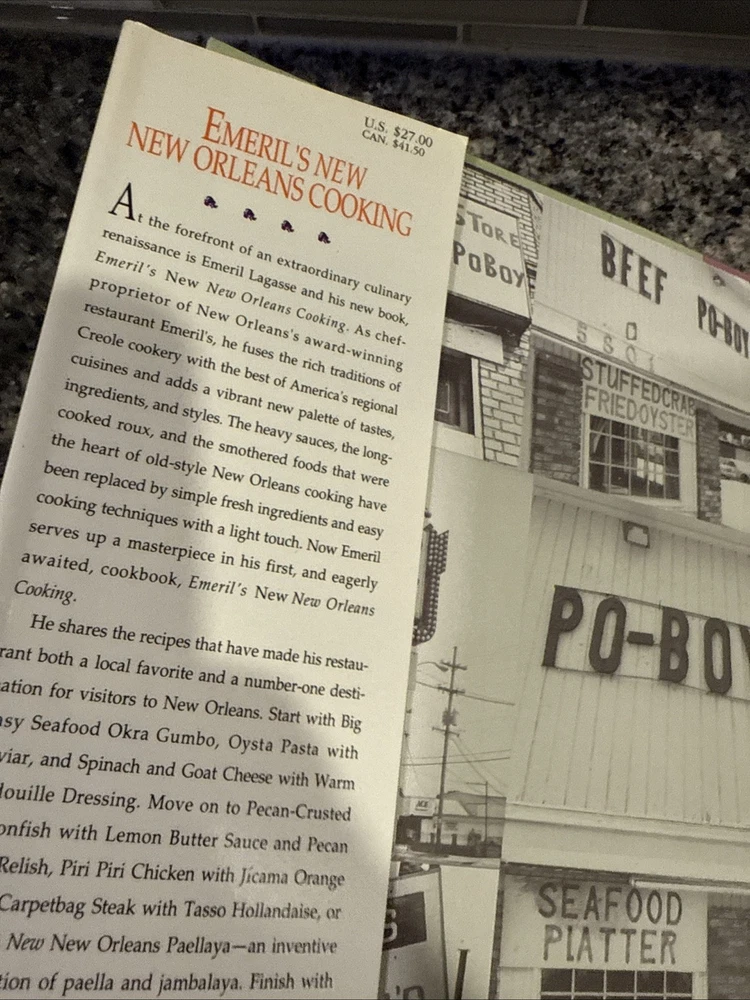 U.S. $27.00
CAN. $41.50
EMERIL'S NEW
NEW ORLEANS COOKING
At the forefront of an extraordinary culinary
renaissance is Emeril Lagasse and his new book,
Emeril's New New Orleans Cooking. As chef-
proprietor of New Orleans's award-winning
restaurant Emeril's, he fuses the rich traditions of
Creole cookery with the best of America's regional
cuisines and adds a vibrant new palette of tastes,
ingredients, and styles. The heavy sauces, the long-
cooked roux, and the smothered foods that were
the heart of old-style New Orleans cooking have
been replaced by simple fresh ingredients and easy
cooking techniques with a light touch. Now Emeril
serves up a masterpiece in his first, and eagerly
awaited, cookbook, Emeril's New New Orleans
Cooking.
He shares the recipes that have made his restau-
rant both a local favorite and a number-one desti-
ation for visitors to New Orleans. Start with Big
asy Seafood Okra Gumbo, Oysta Pasta with
viar, and Spinach and Goat Cheese with Warm
douille Dressing. Move on to Pecan-Crusted
onfish with Lemon Butter Sauce and Pecan
Relish, Piri Piri Chicken with Jicama Orange
Carpetbag Steak with Tasso Hollandaise, or
New New Orleans Paellaya—an inventive
tion of paella and jambalaya. Finish with
STORE
POBOY
BEEF
PO-BOY
STUFFEDCRAB
FRIEDOYSTER
PO-BOY
SEAFOOD
PLATTER